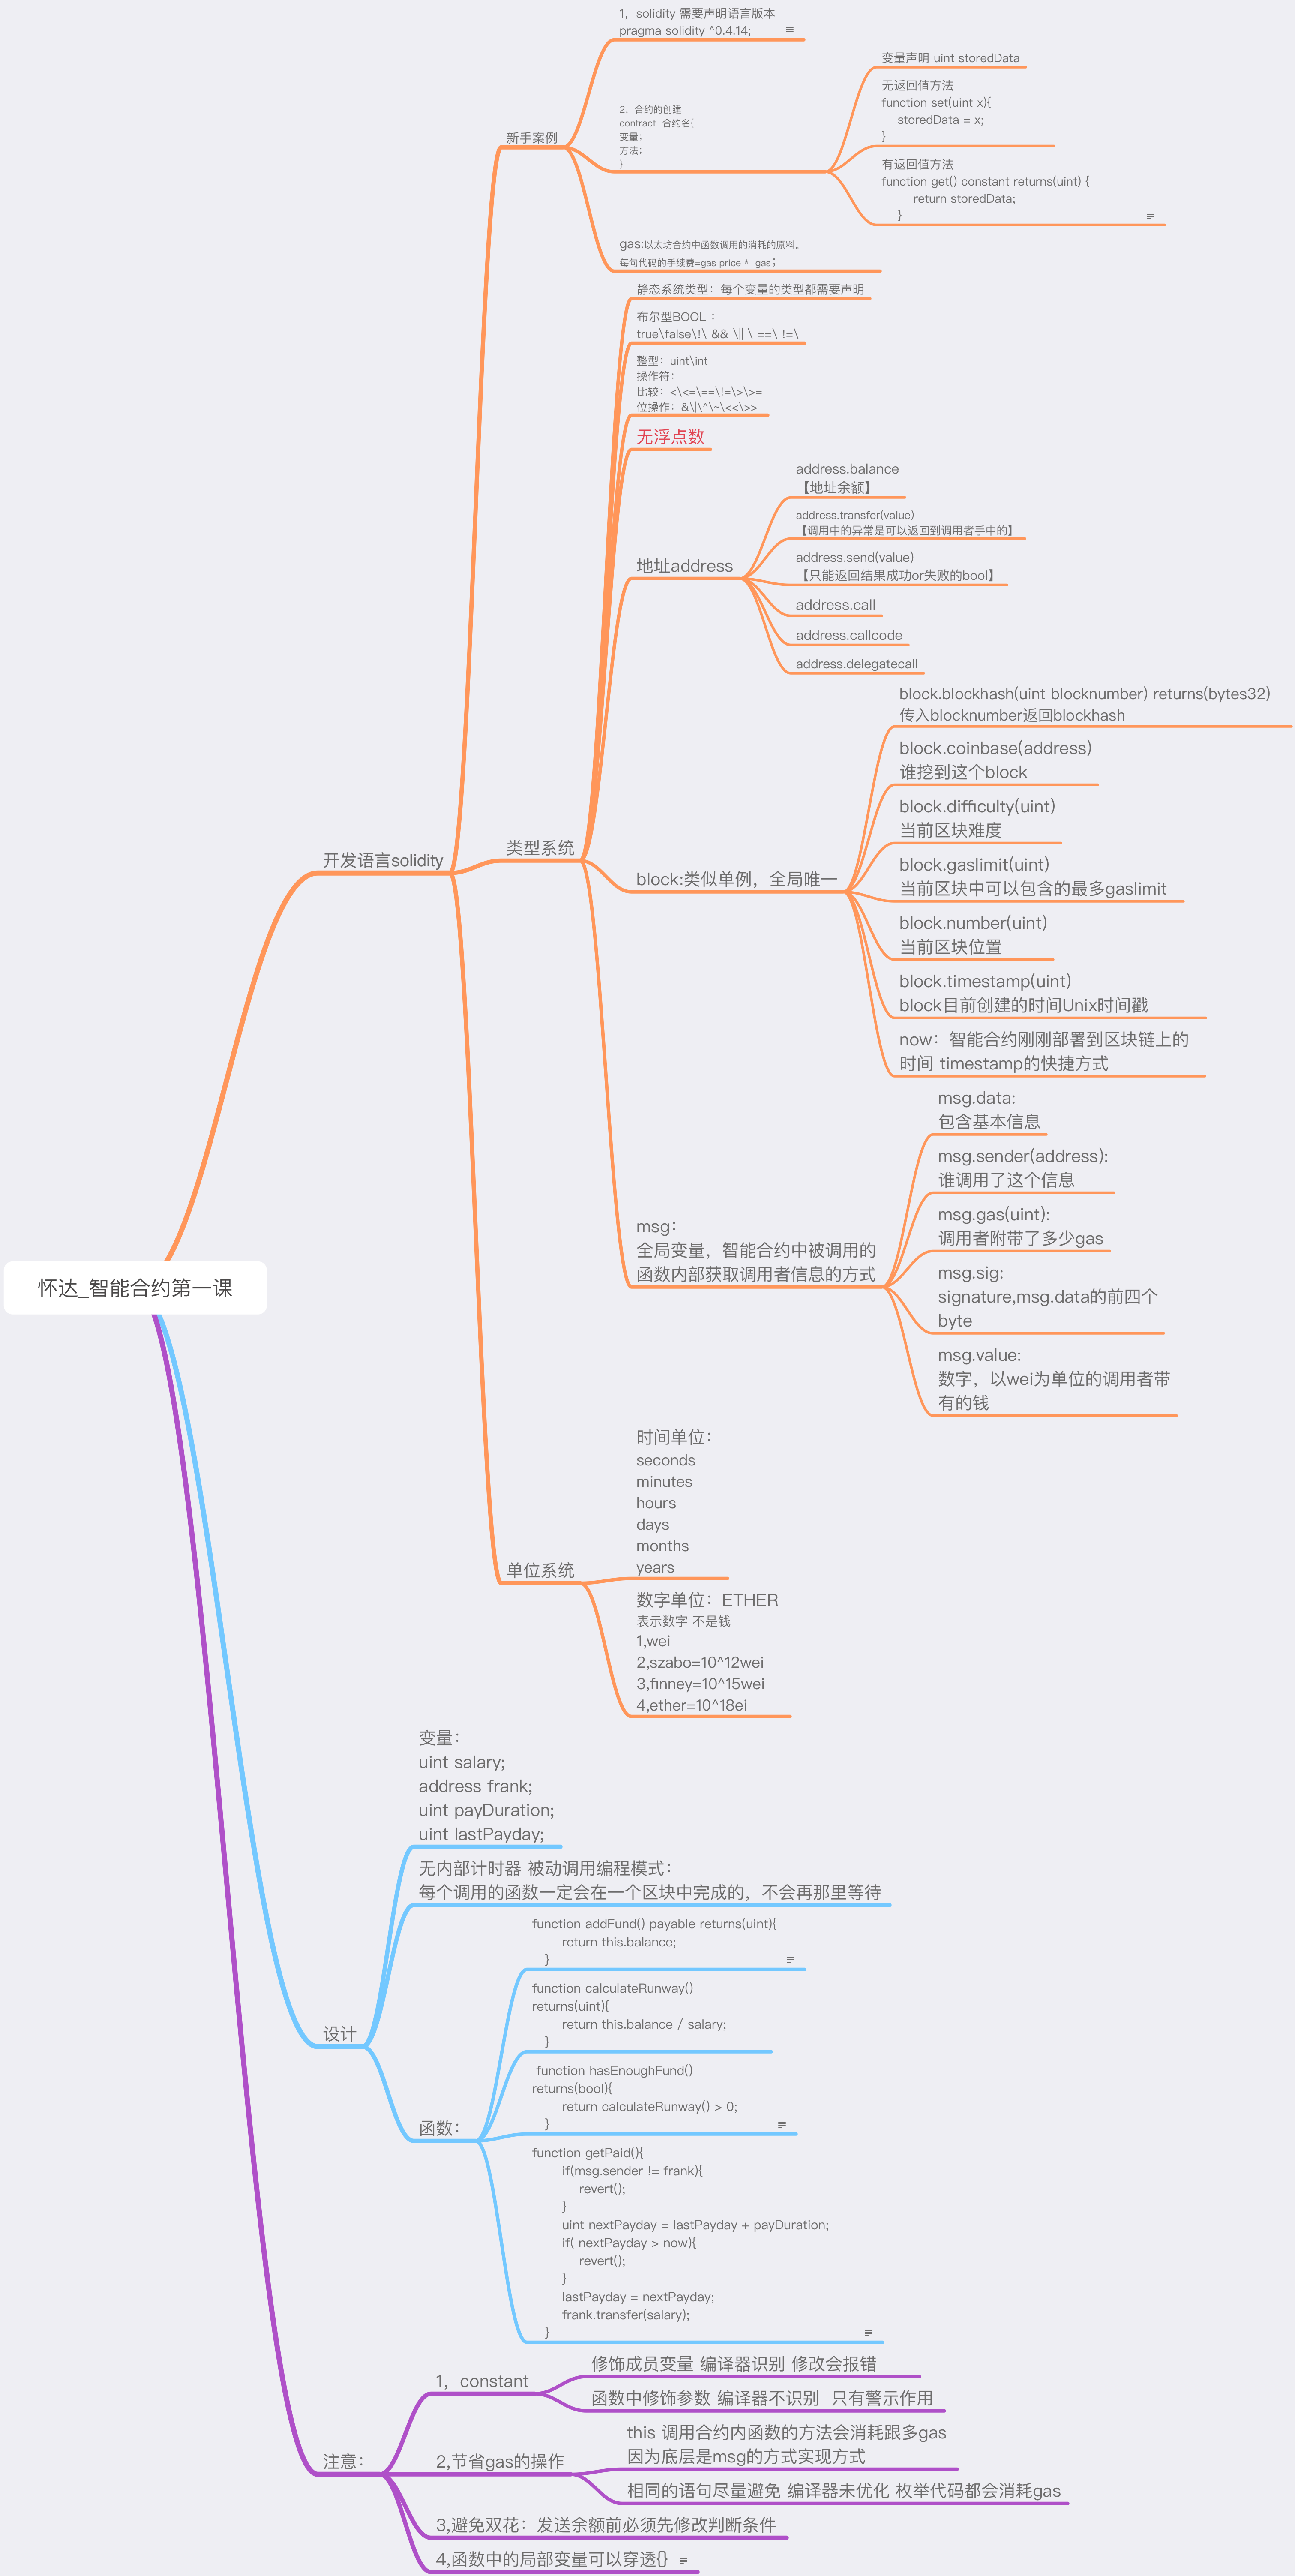 怀达_智能合约第一课
开发语言solidity
新手案例
1，solidity 需要声明语言版本
pragma solidity ^0.4.14;
2，合约的创建
contract  合约名{
变量；
方法；
}
变量声明 uint storedData
无返回值方法
function set(uint x){
storedData = x;
}
有返回值方法
function get() constant returns(uint) {
return storedData;
}
gas:以太坊合约中函数调用的消耗的原料。
每句代码的手续费=gas price *  gas；
类型系统
静态系统类型：每个变量的类型都需要声明
布尔型BOOL：
true\false\!\ && \|| \ ==\ !=\
整型：uint\int
操作符：
比较：<\<=\==\!=\>\>=
位操作：&\|\^\~\<<\>>
无浮点数
地址address
address.balance
【地址余额】
address.transfer(value)
【调用中的异常是可以返回到调用者手中的】
address.send(value)
【只能返回结果成功or失败的bool】
address.call
address.callcode
address.delegatecall
block:类似单例，全局唯一
block.blockhash(uint blocknumber) returns(bytes32)
传入blocknumber返回blockhash
block.coinbase(address)
谁挖到这个block
block.difficulty(uint)
当前区块难度
block.gaslimit(uint)
当前区块中可以包含的最多gaslimit
block.number(uint)
当前区块位置
block.timestamp(uint)
block目前创建的时间Unix时间戳
now：智能合约刚刚部署到区块链上的
时间 timestamp的快捷方式
msg：
全局变量，智能合约中被调用的
函数内部获取调用者信息的方式
msg.data:
包含基本信息
msg.sender(address):
谁调用了这个信息
msg.gas(uint):
调用者附带了多少gas
msg.sig:
signature,msg.data的前四个
byte
msg.value:
数字，以wei为单位的调用者带
有的钱
单位系统
时间单位：
seconds
minutes
hours
days
months
years
数字单位：ETHER
表示数字 不是钱
1,wei
2,szabo=10^12wei
3,finney=10^15wei
4,ether=10^18ei
设计
变量：
uint salary;
address frank;
uint payDuration;
uint lastPayday;
无内部计时器 被动调用编程模式：
每个调用的函数一定会在一个区块中完成的，不会再那里等待
函数：
function addFund() payable returns(uint){
return this.balance;
}
function calculateRunway()
returns(uint){
return this.balance / salary;
}
function hasEnoughFund()
returns(bool){
return calculateRunway() > 0;
}
function getPaid(){
if(msg.sender != frank){
revert();
}
uint nextPayday = lastPayday + payDuration;
if( nextPayday > now){
revert();
}
lastPayday = nextPayday;
frank.transfer(salary);
}
注意：
1，constant
修饰成员变量 编译器识别 修改会报错
函数中修饰参数 编译器不识别  只有警示作用
2,节省gas的操作
this 调用合约内函数的方法会消耗跟多gas
因为底层是msg的方式实现方式
相同的语句尽量避免 编译器未优化 枚举代码都会消耗gas
3,避免双花：发送余额前必须先修改判断条件
4,函数中的局部变量可以穿透{}